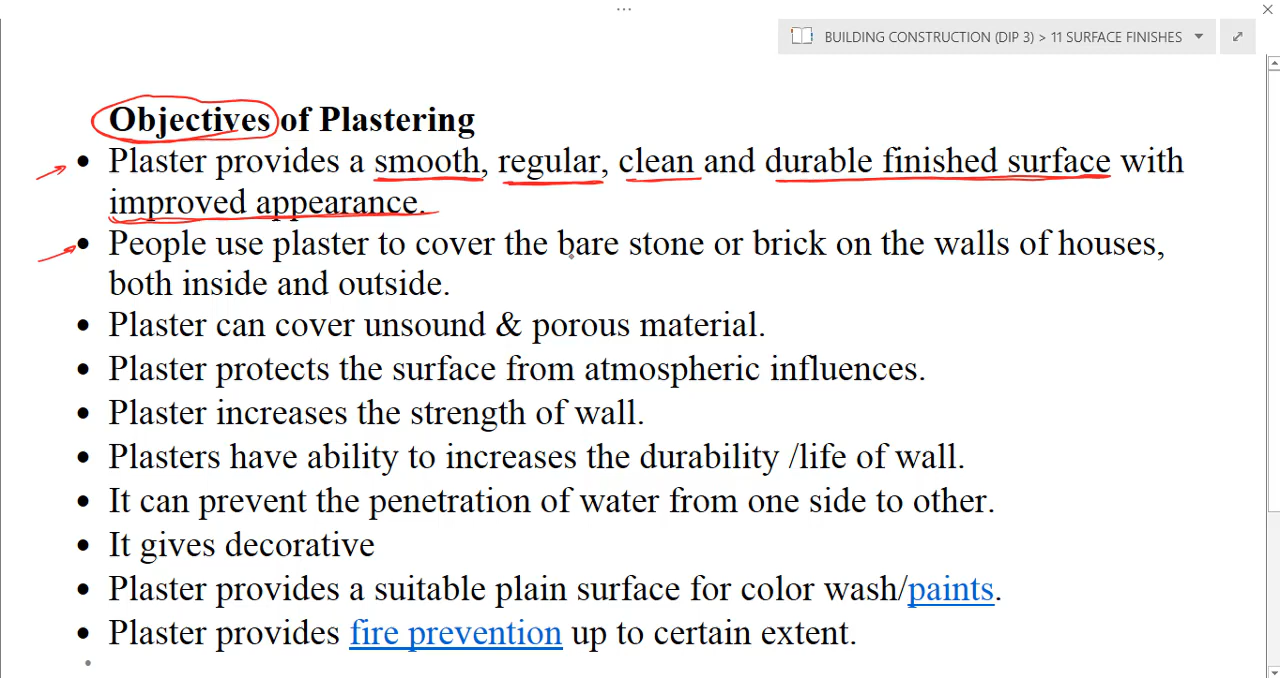 BUILDING CONSTRUCTION (DIP 3) > 11 SURFACE FINISHES
Objectives of Plastering
• Plaster provides a smooth, regular, clean and durable finished surface with
improved appearance.
• People use plaster to cover the bare stone or brick on the walls of houses,
both inside and outside.
• Plaster can cover unsound & porous material.
• Plaster protects the surface from atmospheric influences.
• Plaster increases the strength of wall.
• Plasters have ability to increases the durability /life of wall.
• It can prevent the penetration of water from one side to other.
• It gives decorative
• Plaster provides a suitable plain surface for color wash/paints.
• Plaster provides fire prevention up to certain extent.